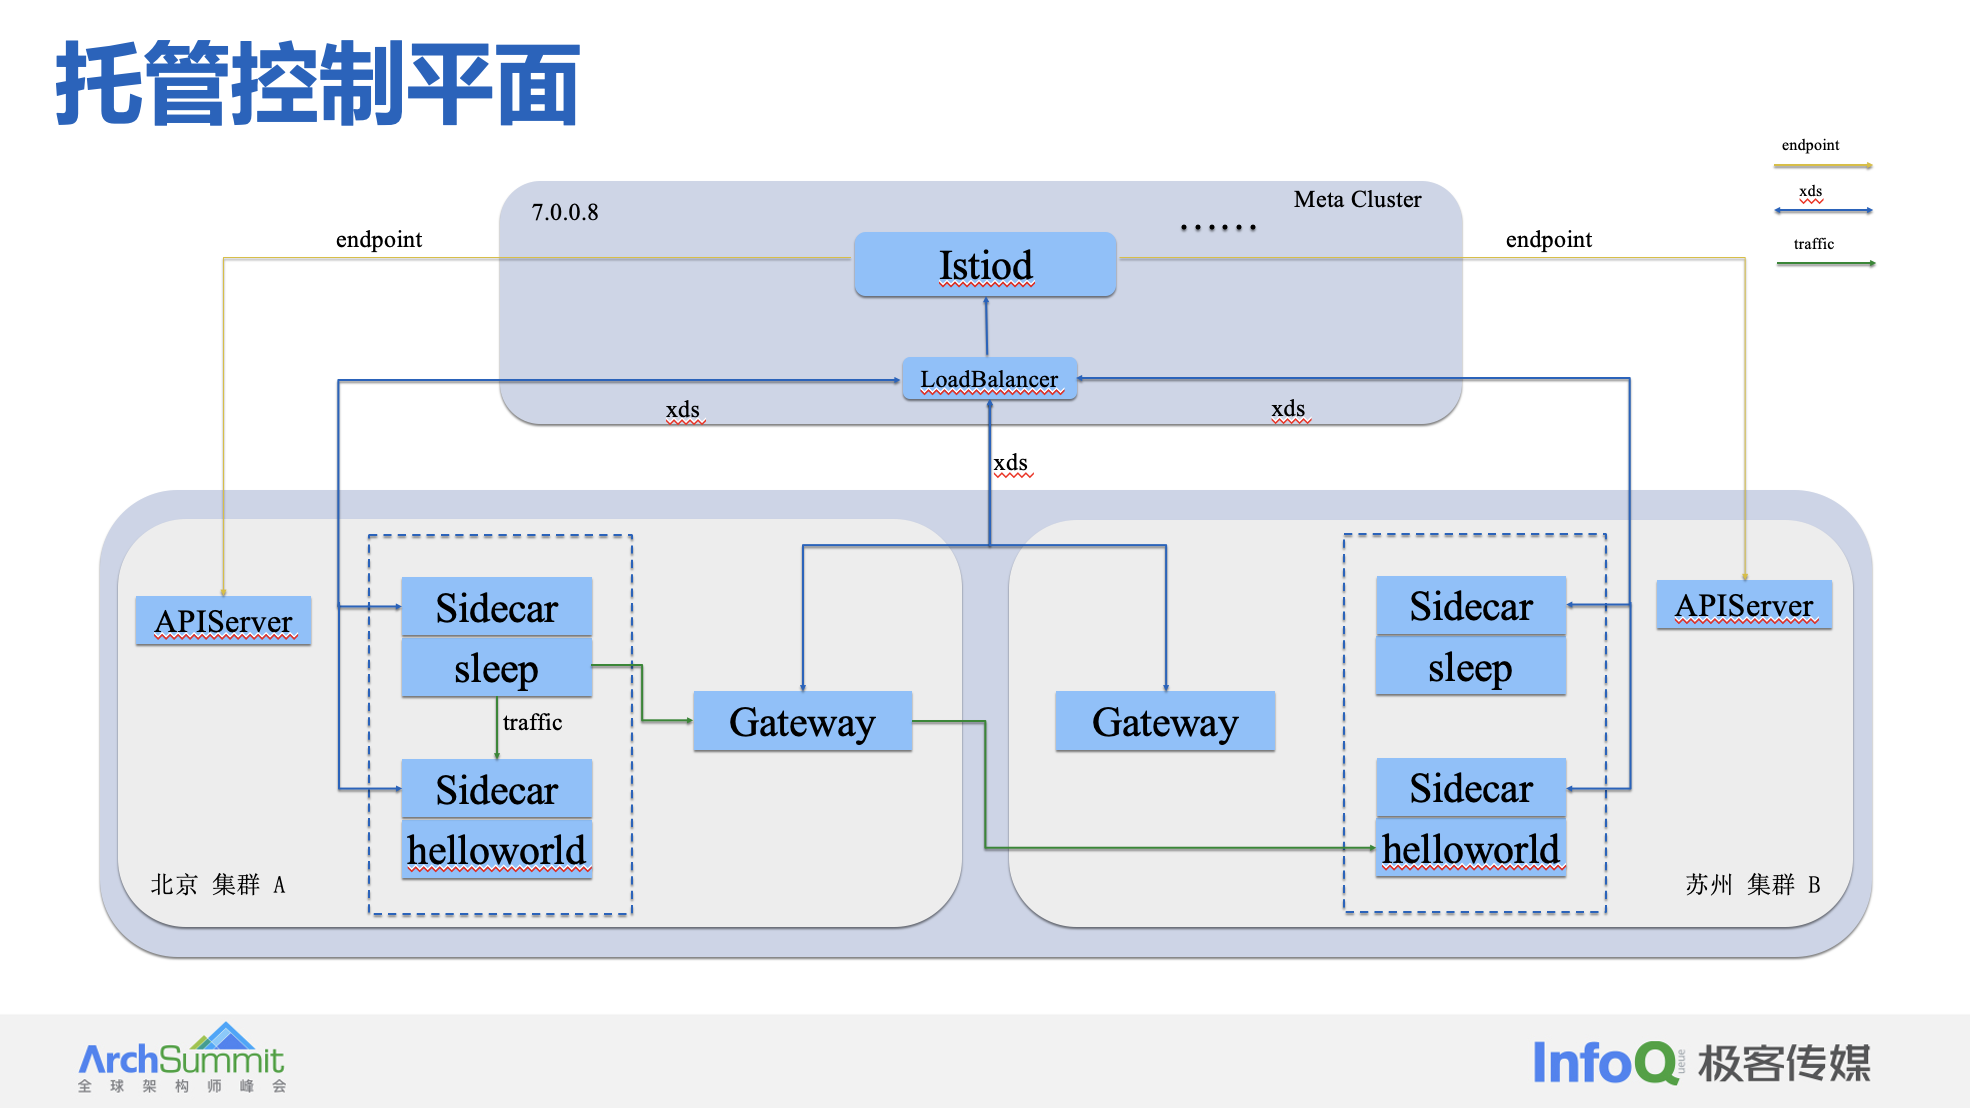 托管控制平面
endpoint
xds
traffic
7.0.0.8
Meta Cluster
......
endpoint
endpoint
Istiod
LoadBalancer
xds
xds
xds
APIServer
Sidecar
sleep
traffic
Sidecar
helloworld
Gateway
北京 集群 A
Gateway
Sidecar
sleep
Sidecar
helloworld
APIServer
苏州 集群 B
ArchSummit
全球架构师峰会
InfoQ queue 极客传媒